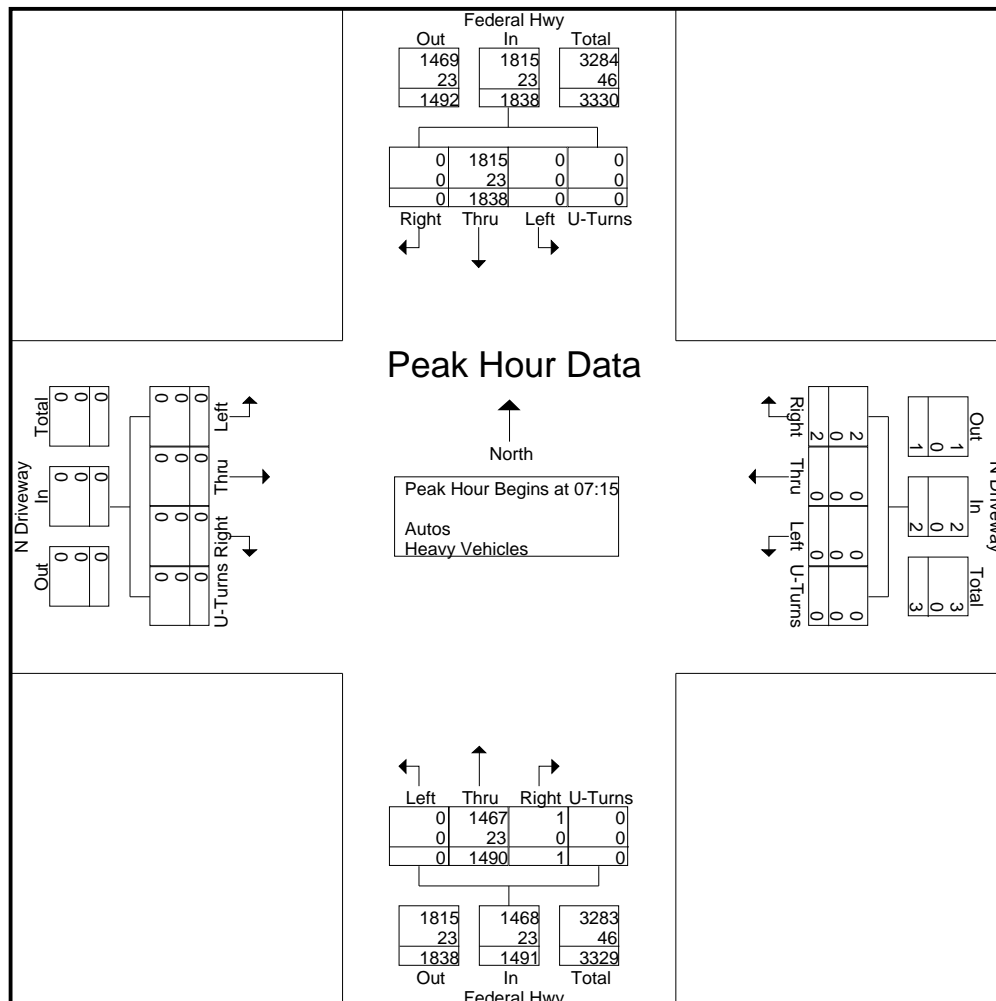 Federal Hwy
Out In Total
1469 1815 3284
23 23 46
1492 1838 3330
0 1815 0 0
0 23 0 0
0 1838 0 0
Right Thru Left U-Turns
Peak Hour Data
North
Peak Hour Begins at 07:15
Autos
Heavy Vehicles
N Driveway
Out In Total
0 0 0
0 0 0
0 0 0
0 0 0 0
0 0 0 0
0 0 0 0
U-Turns Right Thru Left
N Driveway
Out In Total
1 2 3
0 0 0
1 2 3
2 0 0 0
0 0 0 0
2 0 0 0
Right Thru Left U-Turns
Left Thru Right U-Turns
0 1467 1 0
0 23 0 0
0 1490 1 0
1815 1468 3283
23 23 46
1838 1491 3329
Out In Total
Federal Hwy